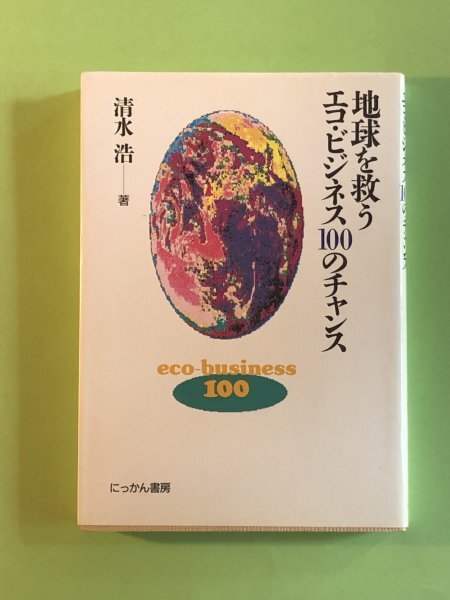 地球を救う
エコ・ビジネス100のチャンス
清水 浩――著
eco-business
100
にっかん書房